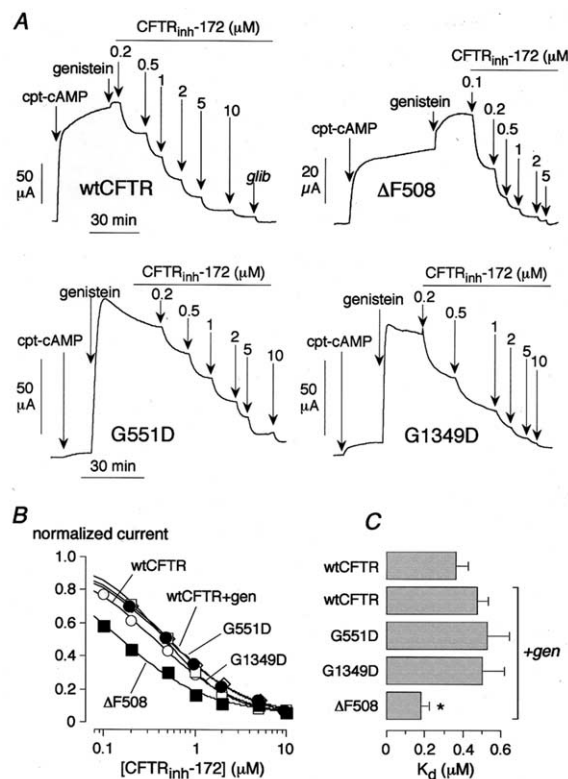 A
CFTRinh-172 (µM)
genistein
0.2
0.5
1
2
5
10
cpt-cAMP
glib
50
µA
wtCFTR
30 min
CFTRinh-172 (µM)
0.1
genistein
0.2
0.5
1
2
5
cpt-cAMP
20
µA
ΔF508
CFTRinh-172 (µM)
genistein
0.2
0.5
1
2
5
10
cpt-cAMP
50
µA
G551D
30 min
CFTRinh-172 (µM)
genistein
0.2
0.5
1
2
5
10
cpt-cAMP
50
µA
G1349D
B
normalized current
1.0
0.8
0.6
0.4
0.2
0
wtCFTR
wtCFTR+gen
G551D
G1349D
ΔF508
0.1
1
10
[CFTRinh-172] (µM)
C
wtCFTR
wtCFTR
G551D
G1349D
ΔF508
*
+gen
0
0.2
0.4
0.6
Kd (µM)